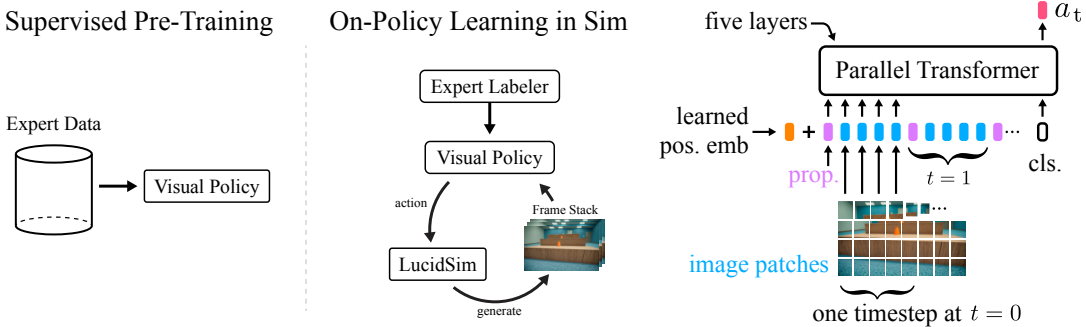 Supervised Pre-Training
Expert Data
Visual Policy
On-Policy Learning in Sim
Expert Labeler
Visual Policy
action
Frame Stack
LucidSim
generate
five layers
a_t
Parallel Transformer
learned
pos. emb
+
...
prop.
t = 1
cls.
...
image patches
one timestep at t = 0